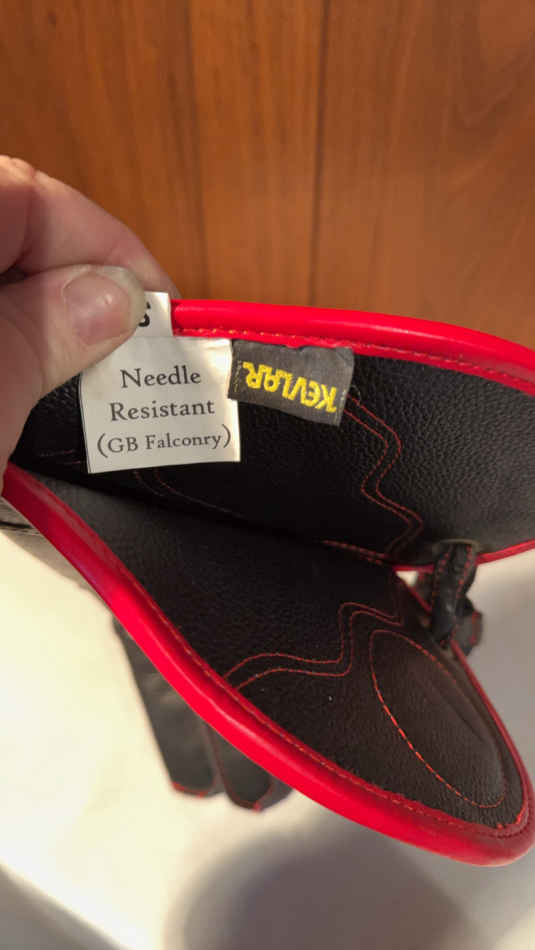 S
Needle
Resistant
(GB Falconry)
KEVLAR